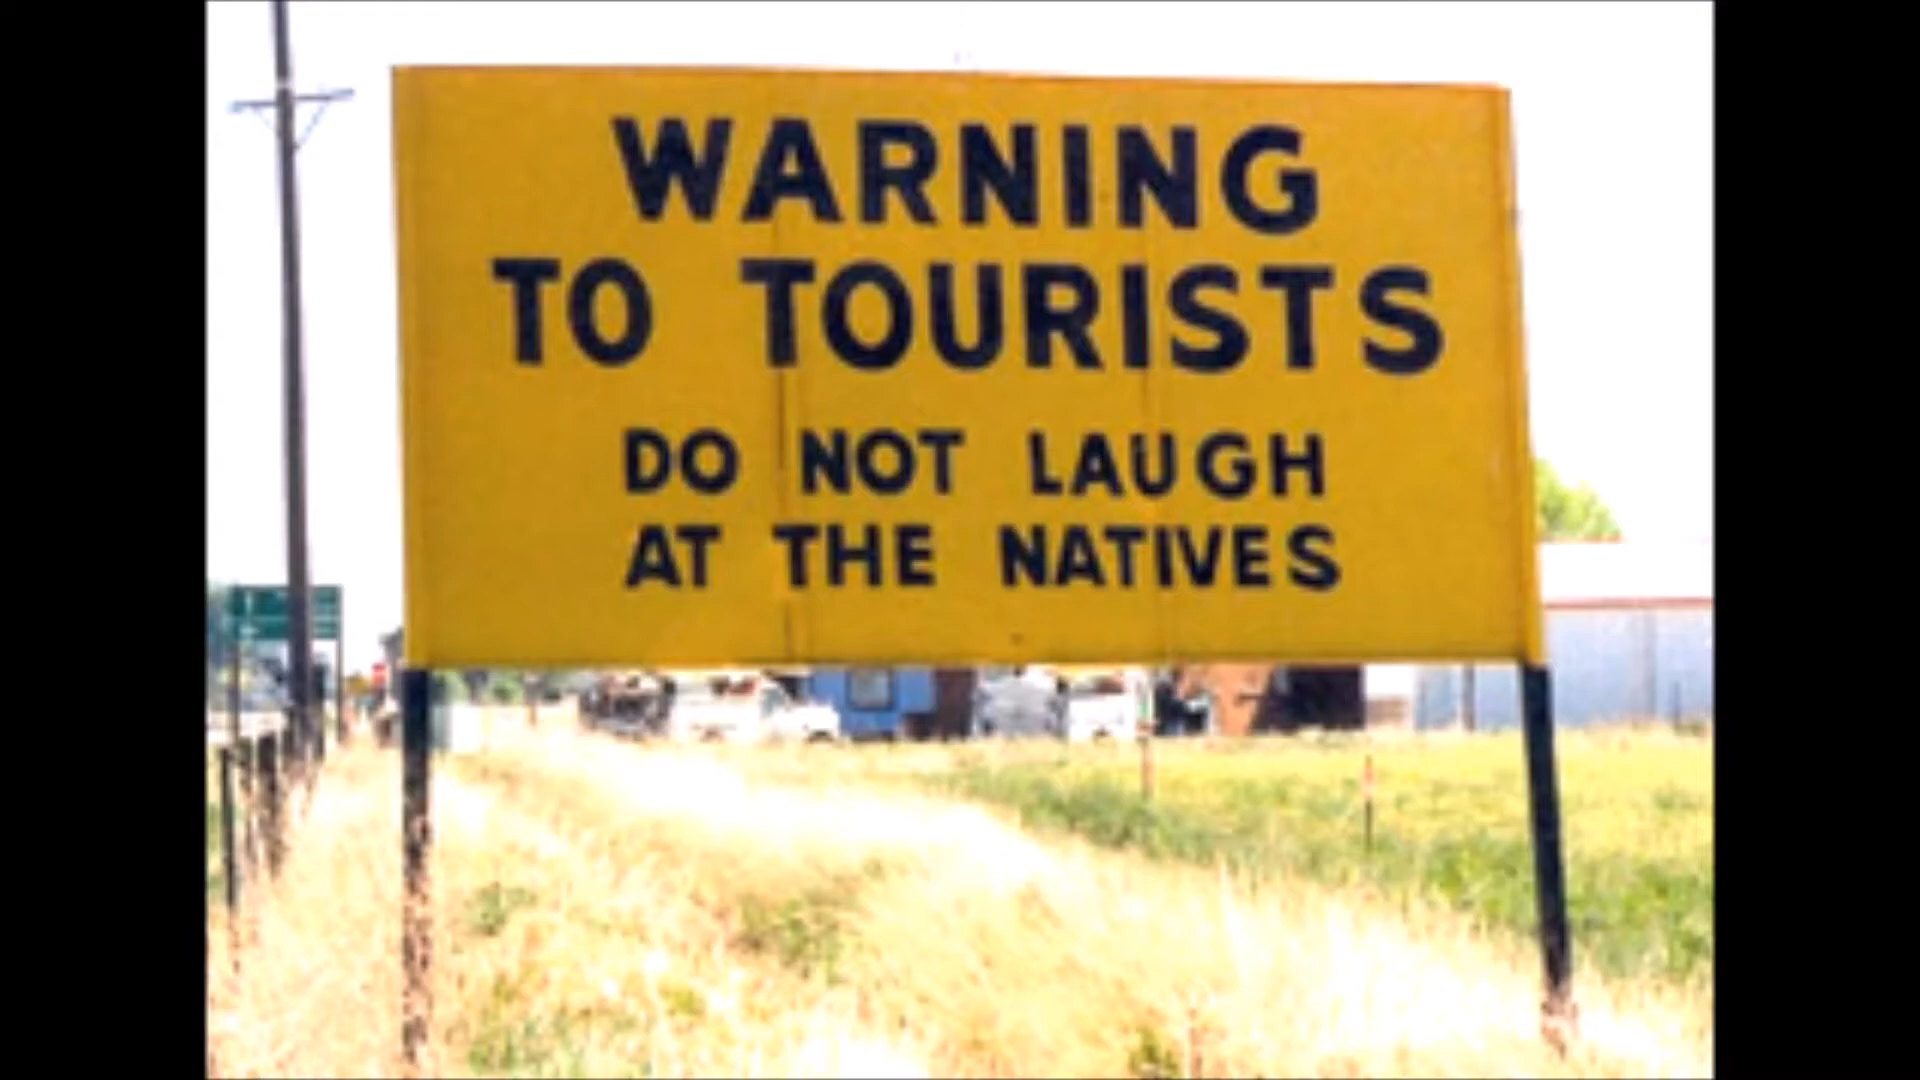 WARNING
TO TOURISTS
DO NOT LAUGH
AT THE NATIVES